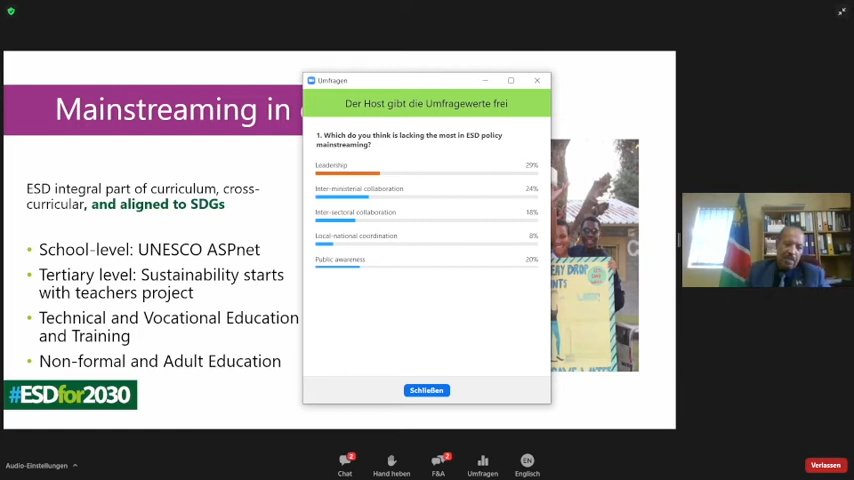 Mainstreaming in
ESD integral part of curriculum, cross-
curricular, and aligned to SDGs
• School-level: UNESCO ASPnet
• Tertiary level: Sustainability starts
with teachers project
• Technical and Vocational Education
and Training
• Non-formal and Adult Education
#ESDfor2030
Umfragen
Der Host gibt die Umfragewerte frei
1. Which do you think is lacking the most in ESD policy
mainstreaming?
Leadership 29%
Inter-ministerial collaboration 24%
Inter-sectoral collaboration 18%
Local-national coordination 8%
Public awareness 20%
Schließen
ERY DROP
Audio-Einstellungen
2
Chat
Hand heben
2
F&A
Umfragen
EN
Englisch
Verlassen